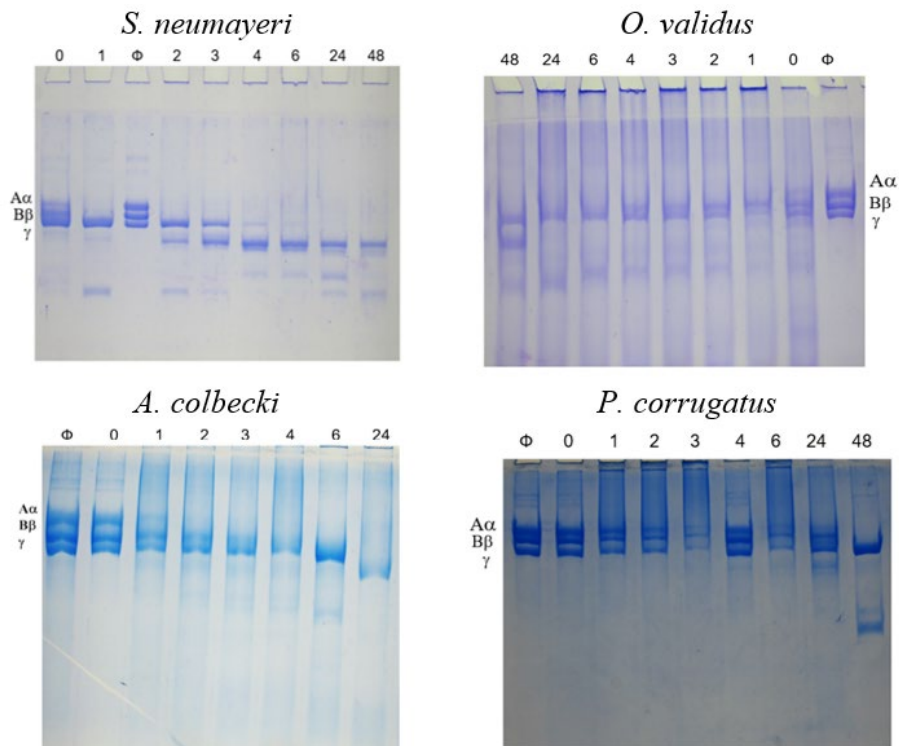 S. neumayeri
0 1 Φ 2 3 4 6 24 48
Aα
Bβ
γ
O. validus
48 24 6 4 3 2 1 0 Φ
Aα
Bβ
γ
A. colbecki
Φ 0 1 2 3 4 6 24
Aα
Bβ
γ
P. corrugatus
Φ 0 1 2 3 4 6 24 48
Aα
Bβ
γ